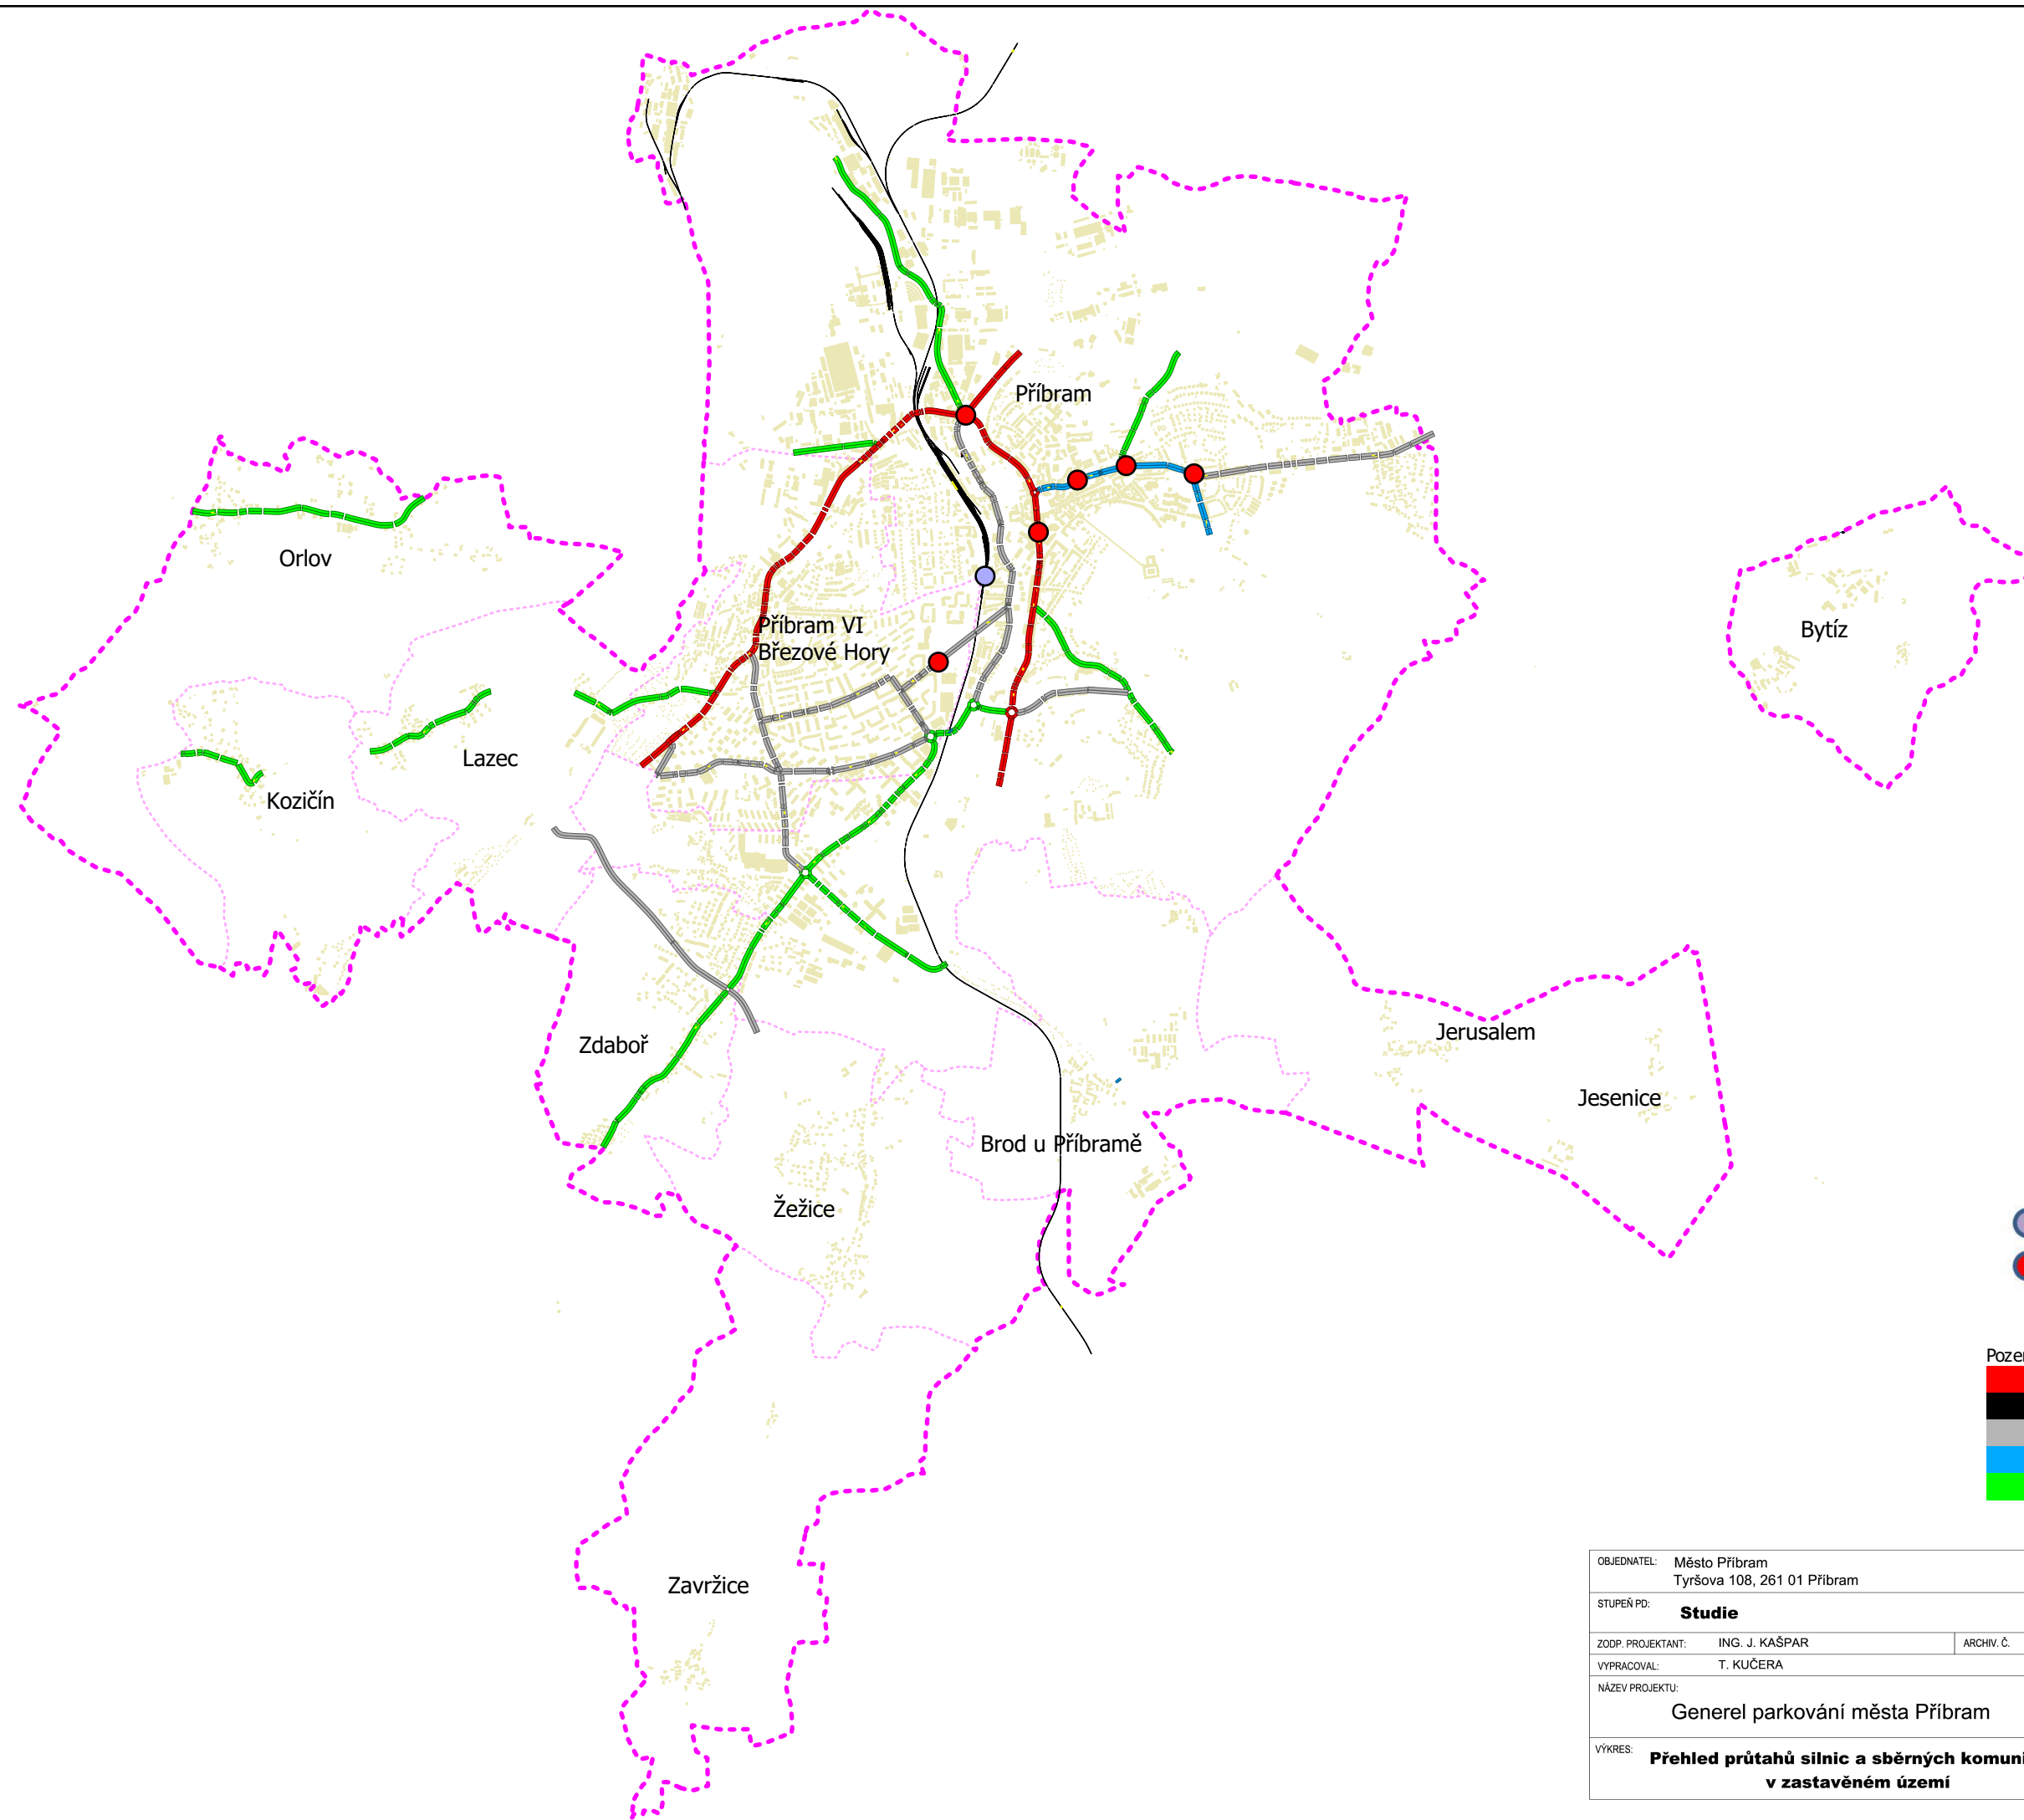 Příbram
Orlov
Bytíz
Příbram VI
Březové Hory
Lazec
Kozičín
Jerusalem
Zdaboř
Jesenice
Brod u Příbramě
Žežice
Zavržice
OBJEDNATEL: Město Příbram
Tyršova 108, 261 01 Příbram
STUPEŇ PD: Studie
ZODP. PROJEKTANT: ING. J. KAŠPAR ARCHIV. Č.
VYPRACOVAL: T. KUČERA
NÁZEV PROJEKTU:
Generel parkování města Příbram
VÝKRES: Přehled průtahů silnic a sběrných
v zastavěném území